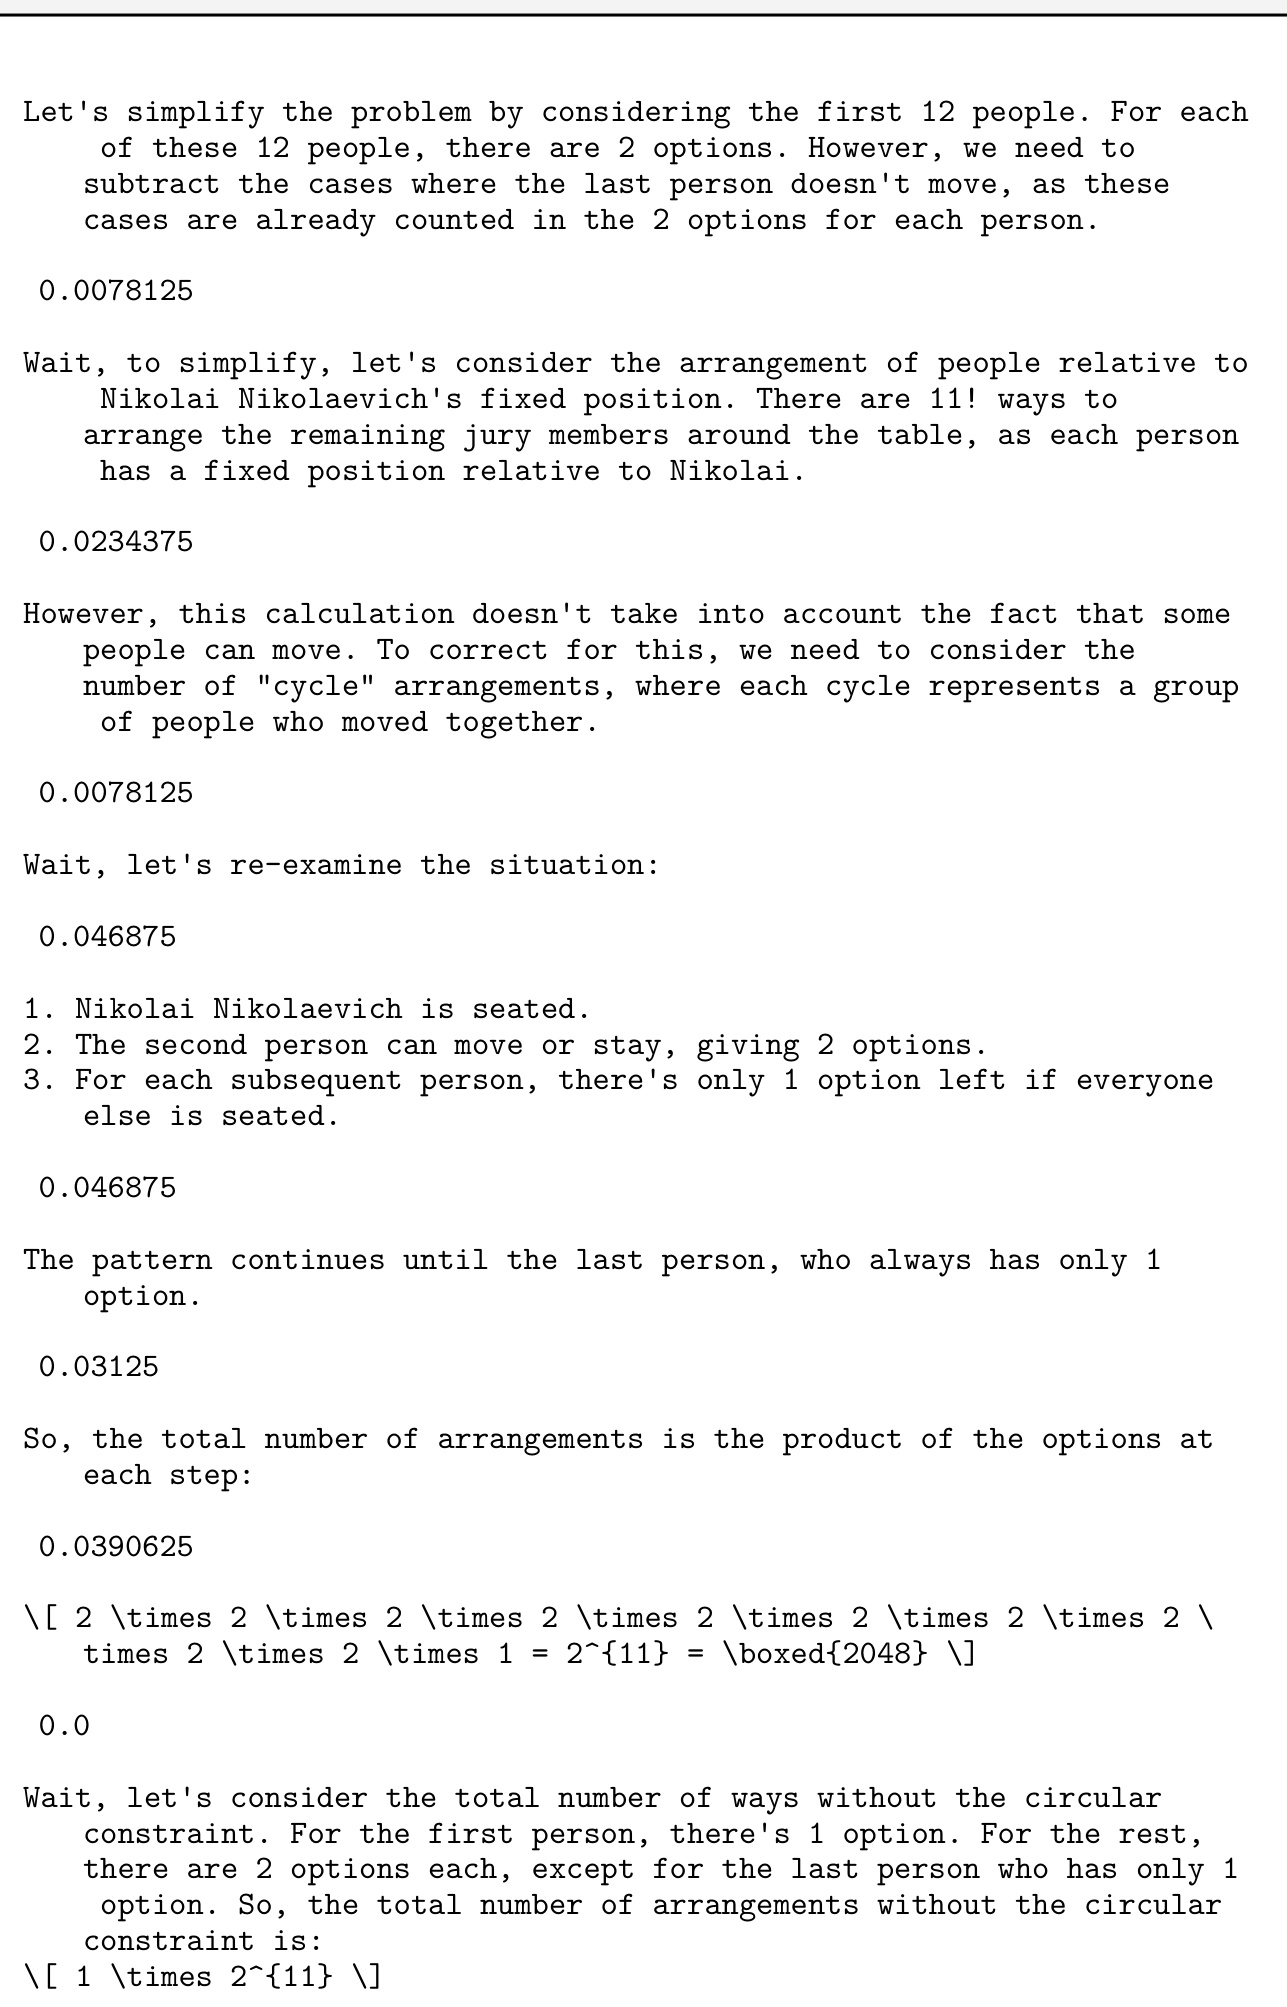 Let's simplify the problem by considering the first 12 people. For each
of these 12 people, there are 2 options. However, we need to
subtract the cases where the last person doesn't move, as these
cases are already counted in the 2 options for each person.
0.0078125
Wait, to simplify, let's consider the arrangement of people relative to
Nikolai Nikolaevich's fixed position. There are 11! ways to
arrange the remaining jury members around the table, as each person
has a fixed position relative to Nikolai.
0.0234375
However, this calculation doesn't take into account the fact that some
people can move. To correct for this, we need to consider the
number of "cycle" arrangements, where each cycle represents a group
of people who moved together.
0.0078125
Wait, let's re-examine the situation:
0.046875
1. Nikolai Nikolaevich is seated.
2. The second person can move or stay, giving 2 options.
3. For each subsequent person, there's only 1 option left if everyone
else is seated.
0.046875
The pattern continues until the last person, who always has only 1
option.
0.03125
So, the total number of arrangements is the product of the options at
each step:
0.0390625
\[ 2 \times 2 \times 2 \times 2 \times 2 \times 2 \times 2 \times 2 \
times 2 \times 2 \times 1 = 2^{11} = \boxed{2048} \]
0.0
Wait, let's consider the total number of ways without the circular
constraint. For the first person, there's 1 option. For the rest,
there are 2 options each, except for the last person who has only 1
option. So, the total number of arrangements without the circular
constraint is:
\[ 1 \times 2^{11} \]